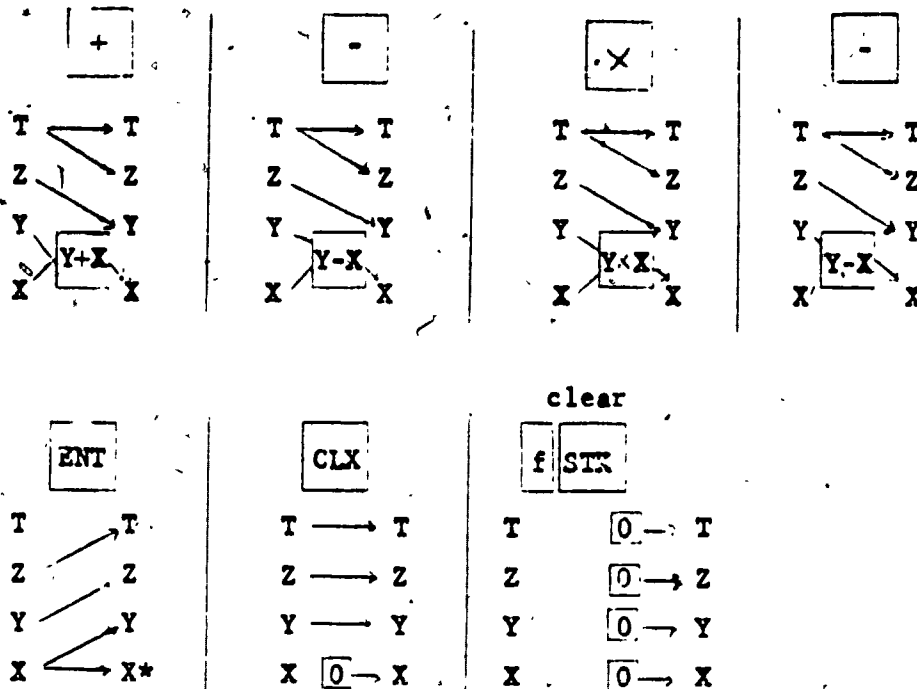 + - × -
T T T T T T T T
Z Z Z Z Z Z Z Z
Y Y Y Y Y Y Y Y
Y+X Y-X Y×X Y-X
X X X X X X X X
clear
ENT CLX f STK
T T T T T 0 T
Z Z Z Z Z 0 Z
Y Y Y Y Y 0 Y
X X* X 0 X X 0 X